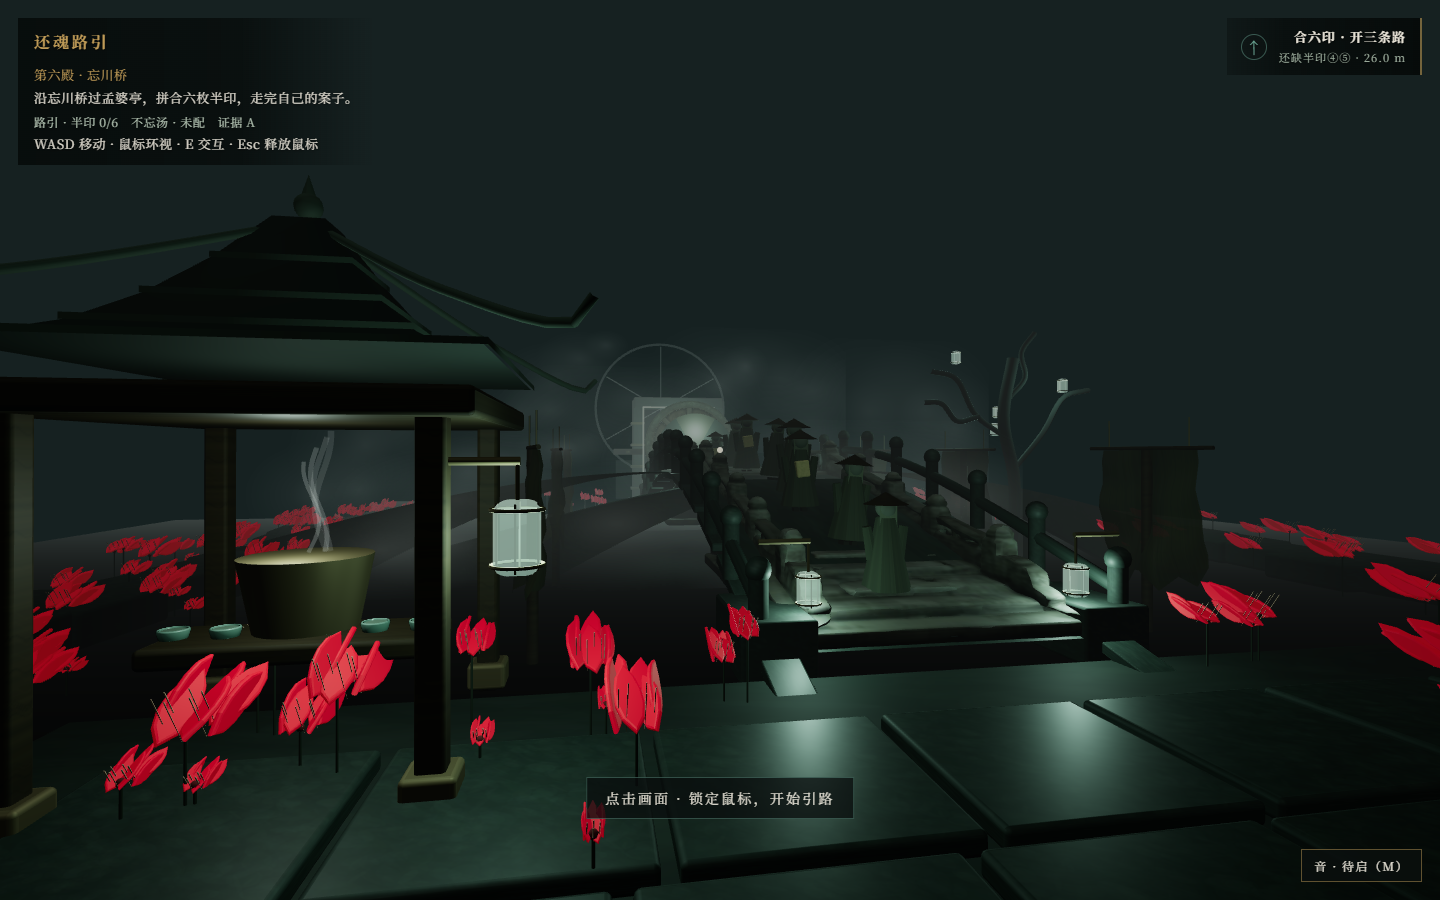 还魂路引
第六殿 · 忘川桥
沿忘川桥过孟婆亭，拼合六枚半印，走完自己的案子。
路引 · 半印 0/6 不忘汤 · 未配 证据 A
WASD 移动 · 鼠标环视 · E 交互 · Esc 释放鼠标
合六印 · 开三条路
还缺半印④⑤ · 26.0 m
点击画面 · 锁定鼠标，开始引路
音 · 待启（M）